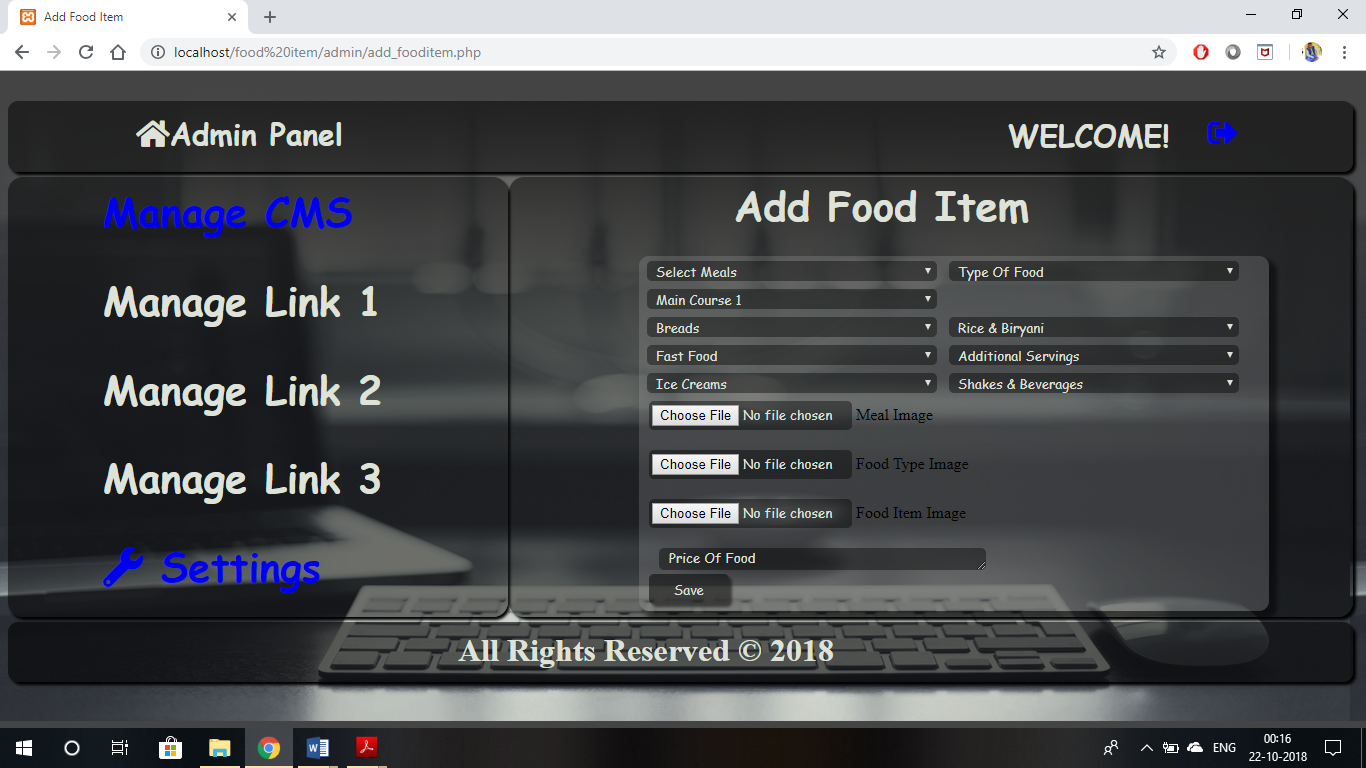 Add Food Item
localhost/food%20item/admin/add_fooditem.php
Admin Panel
WELCOME!
Manage CMS
Manage Link 1
Manage Link 2
Manage Link 3
Settings
Add Food Item
Select Meals Type Of Food
Main Course 1
Breads Rice & Biryani
Fast Food Additional Servings
Ice Creams Shakes & Beverages
Choose File No file chosen Meal Image
Choose File No file chosen Food Type Image
Choose File No file chosen Food Item Image
Price Of Food
Save
All Rights Reserved © 2018
ENG
00:16
22-10-2018